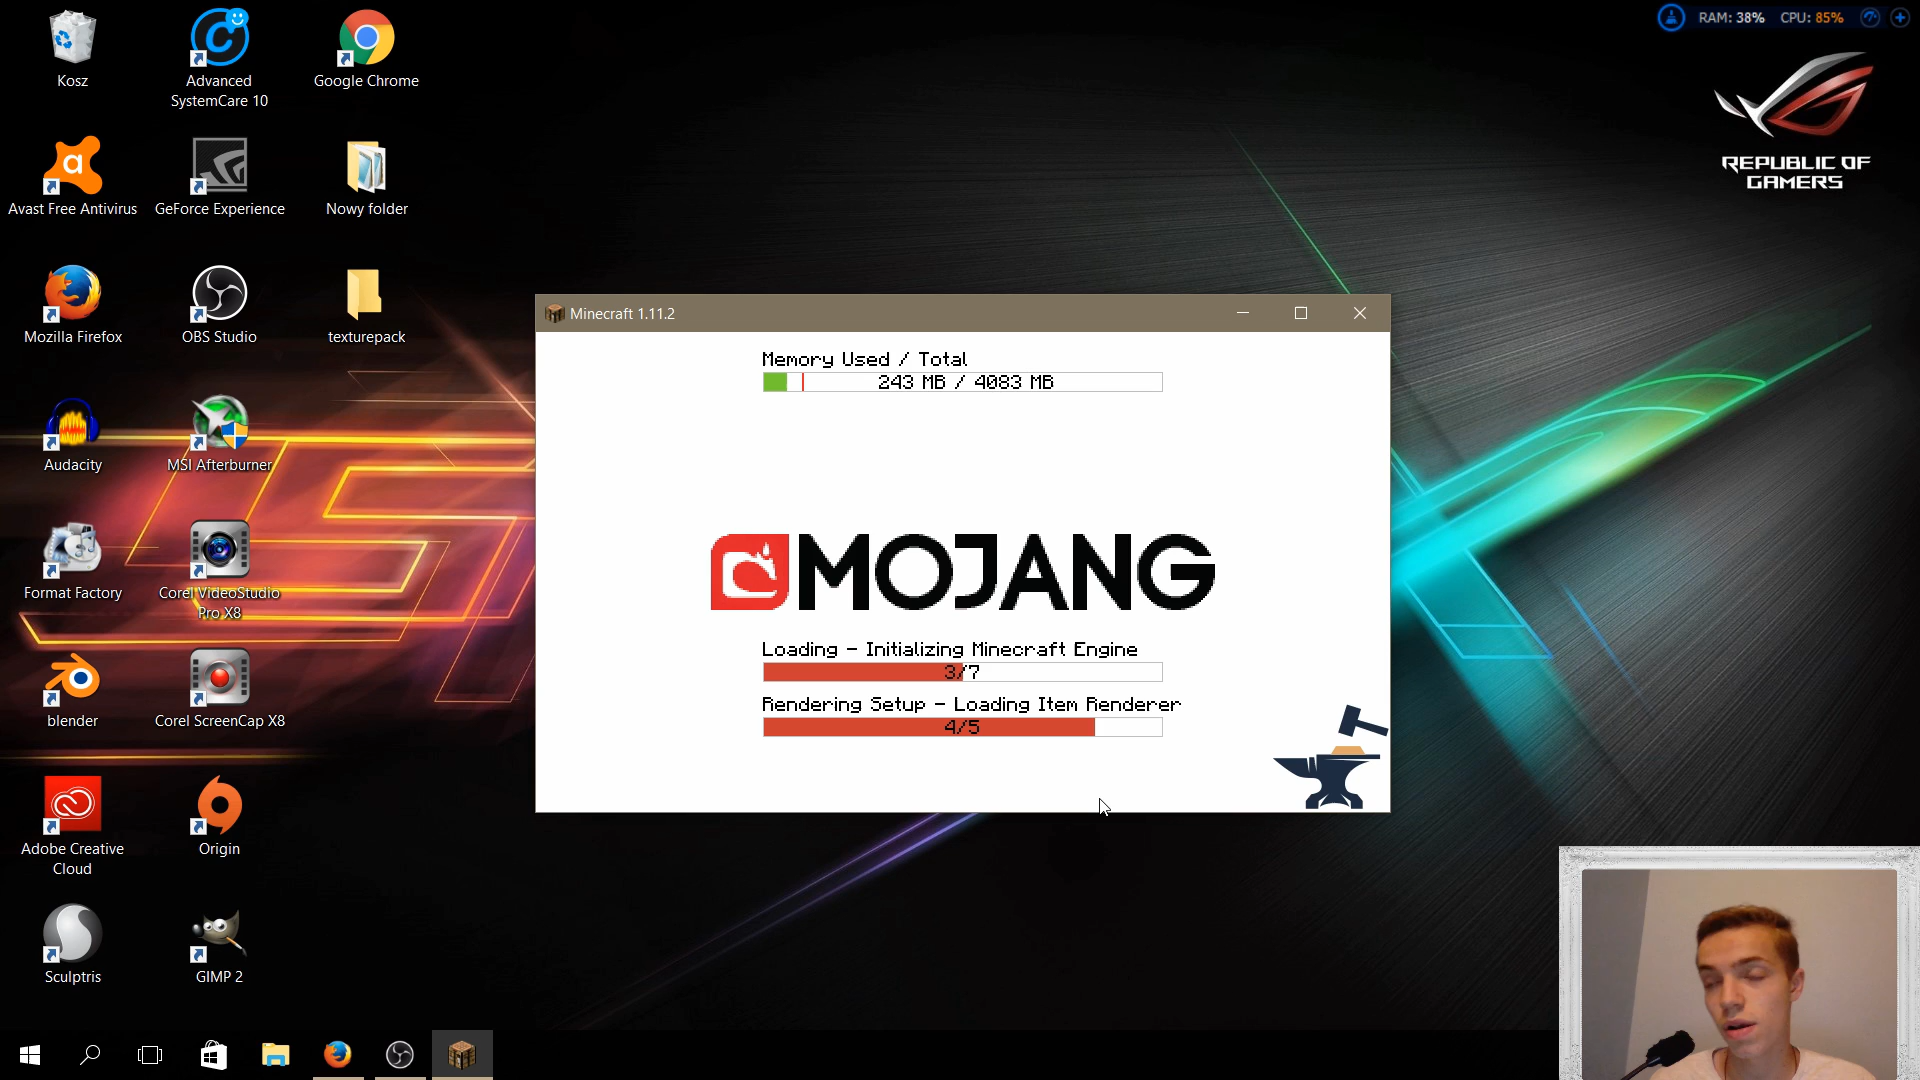 Kosz
Advanced
SystemCare 10
Google Chrome
Avast Free Antivirus
GeForce Experience
Nowy folder
Mozilla Firefox
OBS Studio
texturepack
Audacity
MSI Afterburner
Format Factory
Corel VideoStudio
Pro X8
blender
Corel ScreenCap X8
Adobe Creative
Cloud
Origin
Sculptris
GIMP 2
RAM: 38% CPU: 85%
REPUBLIC OF
GAMERS
Minecraft 1.11.2
Memory Used / Total
243 MB / 4083 MB
MOJANG
Loading - Initializing Minecraft Engine
3/7
Rendering Setup - Loading Item Renderer
4/5